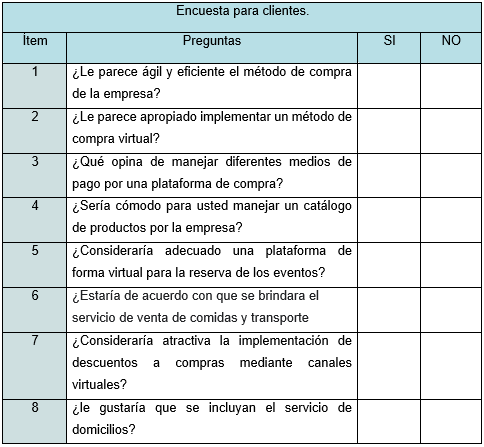 Encuesta para clientes.
Ítem Preguntas SI NO
1 ¿Le parece ágil y eficiente el método de compra
de la empresa?
2 ¿Le parece apropiado implementar un método de
compra virtual?
3 ¿Qué opina de manejar diferentes medios de
pago por una plataforma de compra?
4 ¿Sería cómodo para usted manejar un catálogo
de productos por la empresa?
5 ¿Consideraría adecuado una plataforma de
forma virtual para la reserva de los eventos?
6 ¿Estaría de acuerdo con que se brindara el
servicio de venta de comidas y transporte
7 ¿Consideraría atractiva la implementación de
descuentos a compras mediante canales
virtuales?
8 ¿le gustaría que se incluyan el servicio de
domicilios?